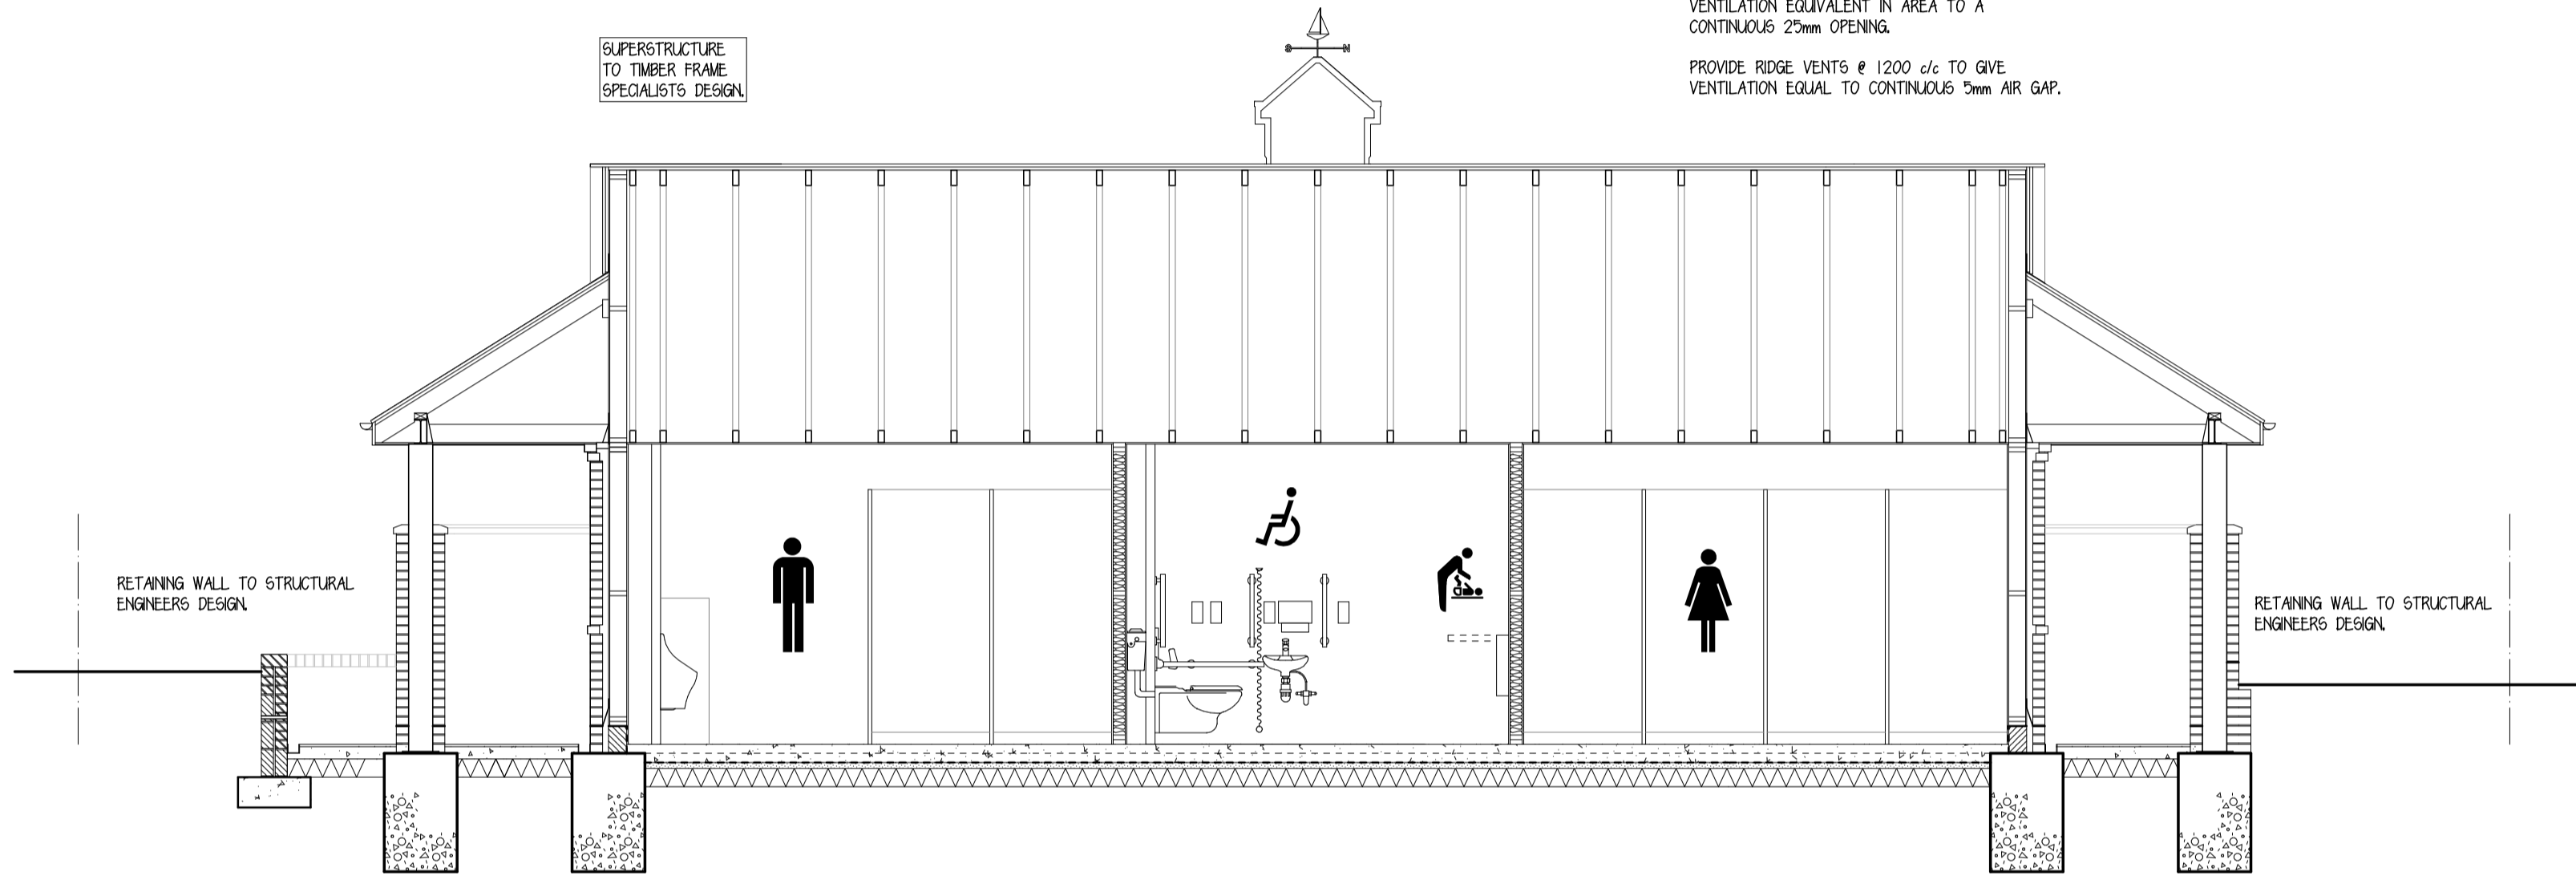 VENTILATION EQUIVALENT IN AREA TO A
CONTINUOUS 25mm OPENING.
PROVIDE RIDGE VENTS @ 1200 c/c TO GIVE
VENTILATION EQUAL TO CONTINUOUS 5mm AIR GAP.
SUPERSTRUCTURE
TO TIMBER FRAME
SPECIALISTS DESIGN.
S N
RETAINING WALL TO STRUCTURAL
ENGINEERS DESIGN.
RETAINING WALL TO STRUCTURAL
ENGINEERS DESIGN.